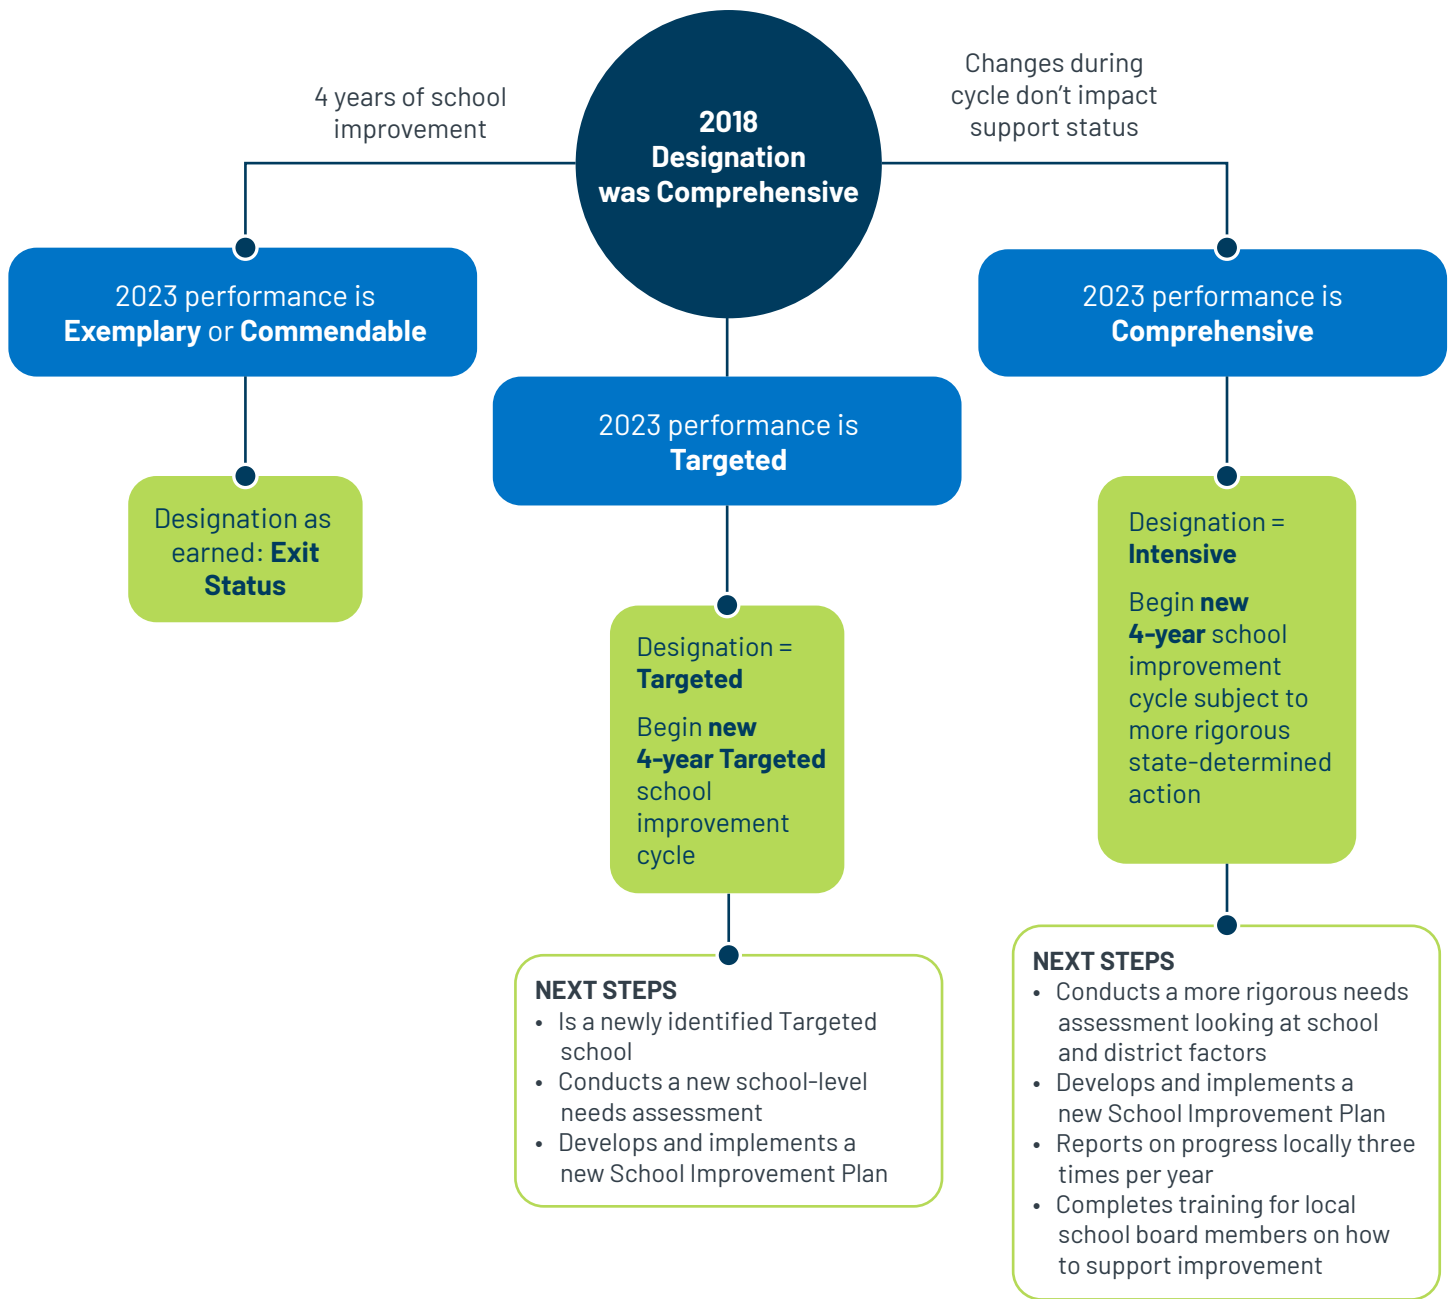 4 years of school
improvement
2018
Designation
was Comprehensive
Changes during
cycle don't impact
support status
2023 performance is
Exemplary or Commendable
Designation as
earned: Exit
Status
2023 performance is
Targeted
Designation =
Targeted
Begin new
4-year Targeted
school
improvement
cycle
NEXT STEPS
• Is a newly identified Targeted
school
• Conducts a new school-level
needs assessment
• Develops and implements a
new School Improvement Plan
2023 performance is
Comprehensive
Designation =
Intensive
Begin new
4-year school
improvement
cycle subject to
more rigorous
state-determined
action
NEXT STEPS
• Conducts a more rigorous needs
assessment looking at school
and district factors
• Develops and implements a
new School Improvement Plan
• Reports on progress locally three
times per year
• Completes training for local
school board members on how
to support improvement